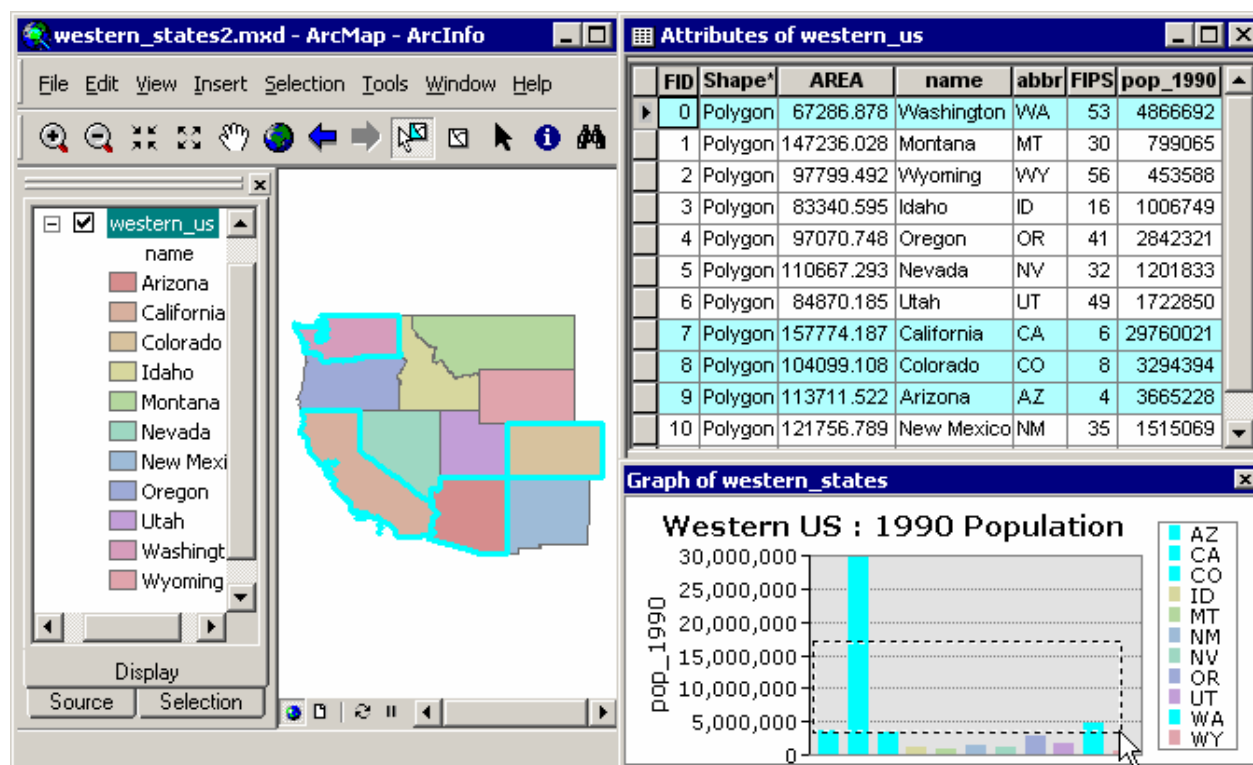 western_states2.mxd - ArcMap - ArcInfo
File Edit View Insert Selection Tools Window Help
western_us
name
Arizona
California
Colorado
Idaho
Montana
Nevada
New Mexi
Oregon
Utah
Washingt
Wyoming
Display
Source Selection
Attributes of western_us
FID Shape* AREA name abbr FIPS pop_1990
0 Polygon 67286.878 Washington WA 53 4866692
1 Polygon 147236.028 Montana MT 30 799065
2 Polygon 97799.492 Wyoming WY 56 453588
3 Polygon 83340.595 Idaho ID 16 1006749
4 Polygon 97070.748 Oregon OR 41 2842321
5 Polygon 110667.293 Nevada NV 32 1201833
6 Polygon 84870.185 Utah UT 49 1722850
7 Polygon 157774.187 California CA 6 29760021
8 Polygon 104099.108 Colorado CO 8 3294394
9 Polygon 113711.522 Arizona AZ 4 3665228
10 Polygon 121756.789 New Mexico NM 35 1515069
Graph of western_states
Western US : 1990 Population
pop_1990
30,000,000
25,000,000
20,000,000
15,000,000
10,000,000
5,000,000
0
AZ
CA
CO
ID
MT
NM
NV
OR
UT
WA
WY